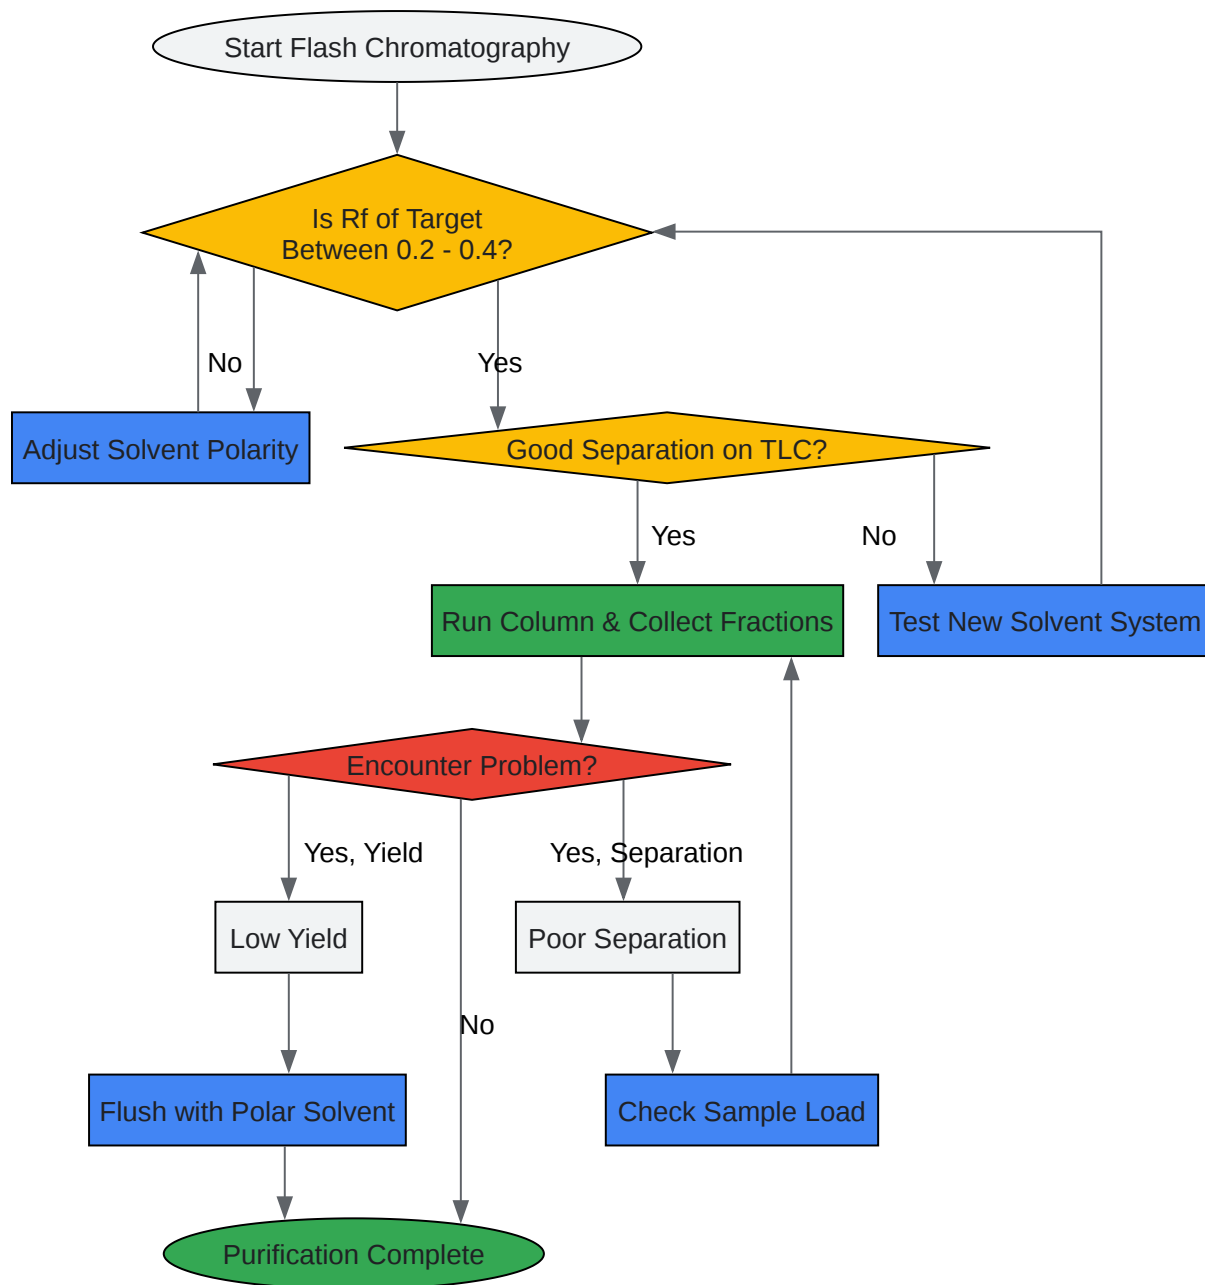 Start Flash Chromatography
Is Rf of Target
Between 0.2 - 0.4?
No
Yes
Adjust Solvent Polarity
Good Separation on TLC?
Yes
No
Run Column & Collect Fractions
Test New Solvent System
Encounter Problem?
Yes, Yield
Yes, Separation
Low Yield
Poor Separation
No
Flush with Polar Solvent
Check Sample Load
Purification Complete